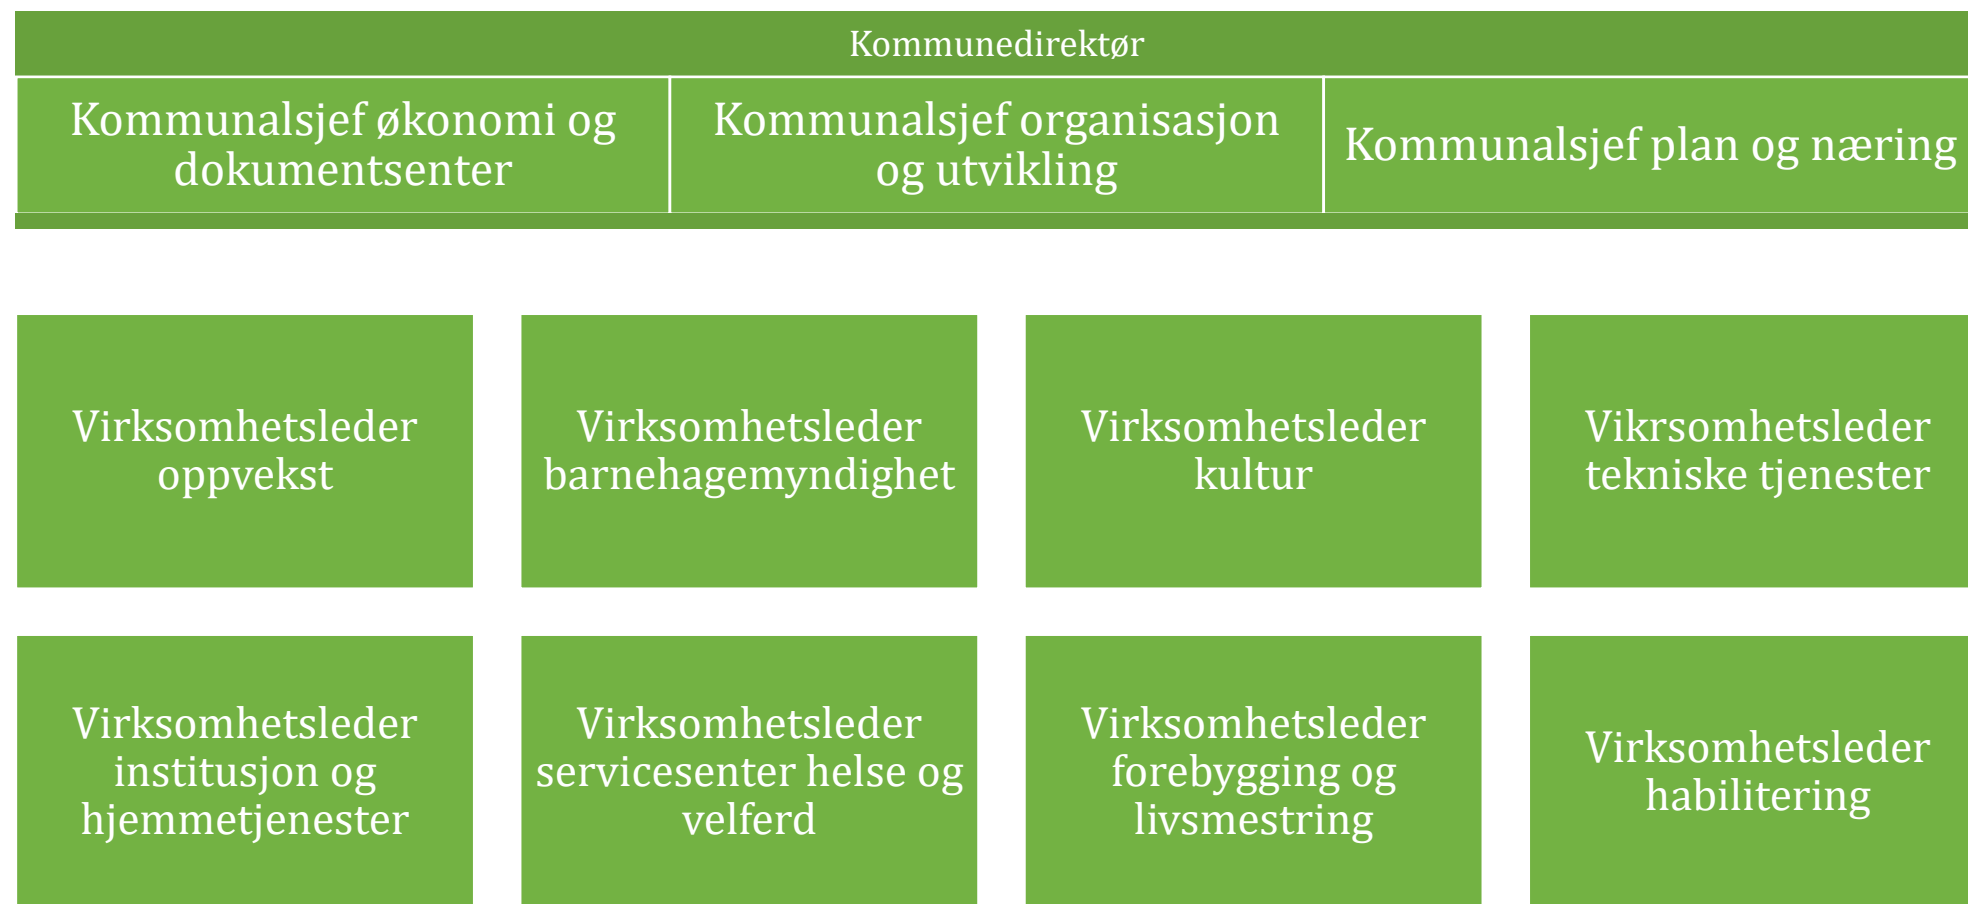 Kommunedirektør
Kommunalsjef økonomi og
dokumentsenter
Kommunalsjef organisasjon
og utvikling
Kommunalsjef plan og næring
Virksomhetsleder
oppvekst
Virksomhetsleder
barnehagemyndighet
Virksomhetsleder
kultur
Vikrsomhetsleder
tekniske tjenester
Virksomhetsleder
institusjon og
hjemmetjenester
Virksomhetsleder
servicesenter helse og
velferd
Virksomhetsleder
forebygging og
livsmestring
Virksomhetsleder
habilitering